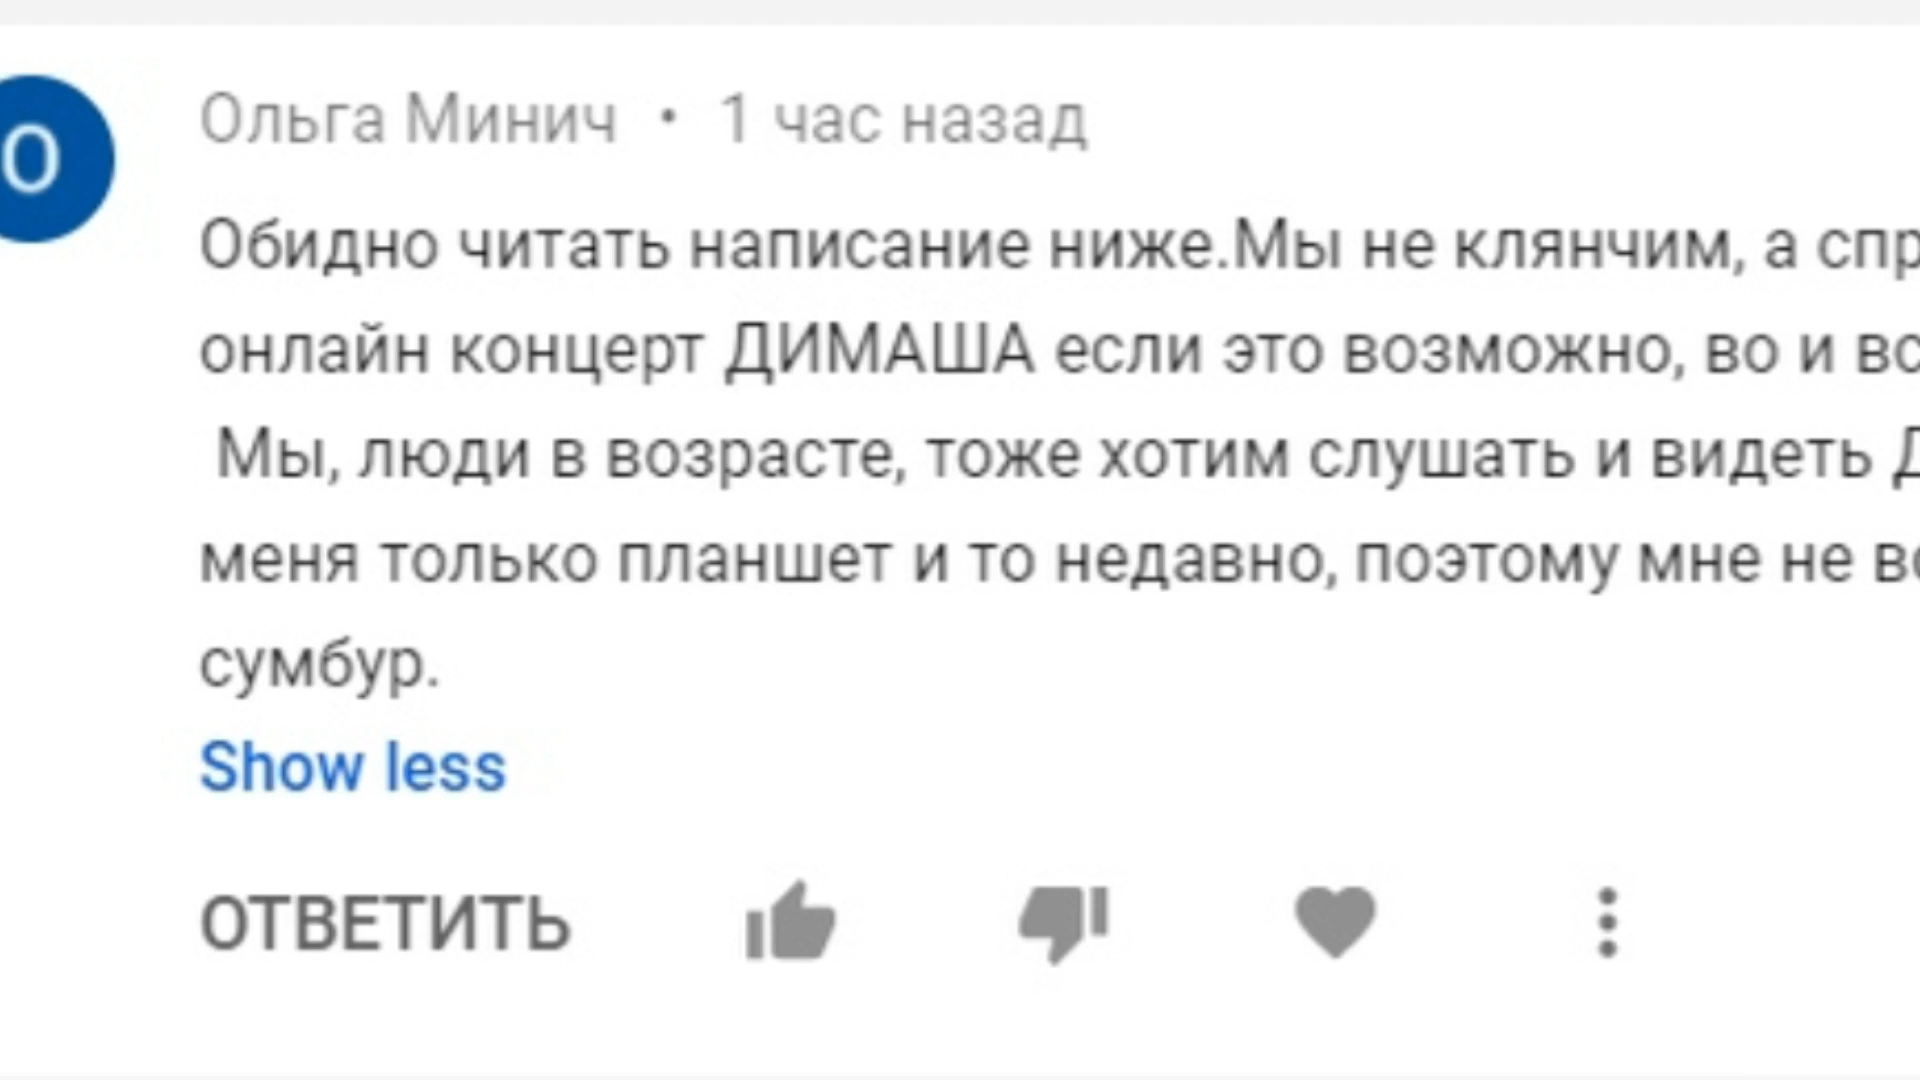 О
Ольга Минич • 1 час назад
Обидно читать написание ниже.Мы не клянчим, а
онлайн концерт ДИМАША если это возможно, во и
Мы, люди в возрасте, тоже хотим слушать и видеть
меня только планшет и то недавно, поэтому мне не
сумбур.
Show less
ОТВЕТИТЬ